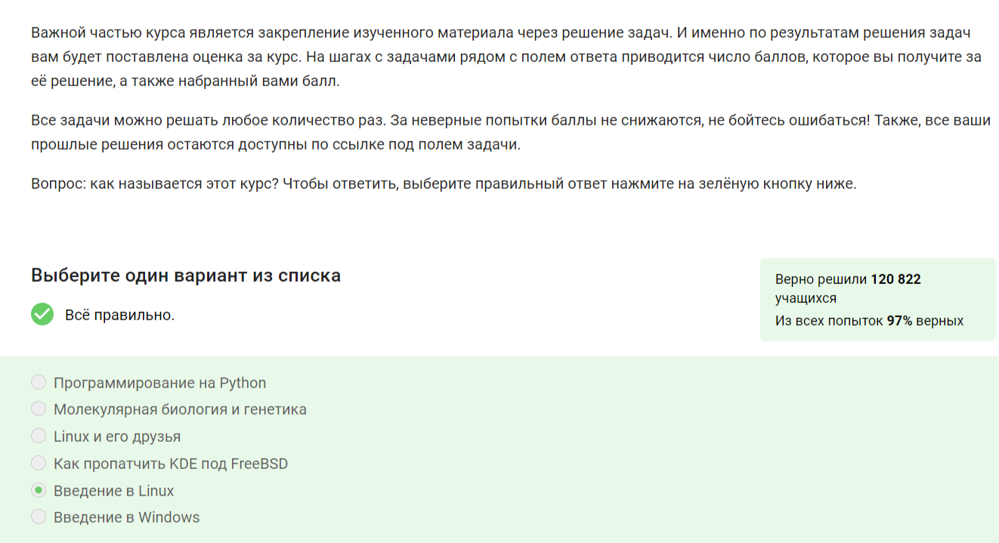 Важной частью курса является закрепление изученного материала через решение задач. И именно по результатам решения задач
вам будет поставлена оценка за курс. На шагах с задачами рядом с полем ответа приводится число баллов, которое вы получите за
её решение, а также набранный вами балл.
Все задачи можно решать любое количество раз. За неверные попытки баллы не снижаются, не бойтесь ошибаться! Также, все ваши
прошлые решения остаются доступны по ссылке под полем задачи.
Вопрос: как называется этот курс? Чтобы ответить, выберите правильный ответ нажмите на зелёную кнопку ниже.
Выберите один вариант из списка
Всё правильно.
Верно решили 120 822
учащихся
Из всех попыток 97% верных
Программирование на Python
Молекулярная биология и генетика
Linux и его друзья
Как пропатчить KDE под FreeBSD
Введение в Linux
Введение в Windows